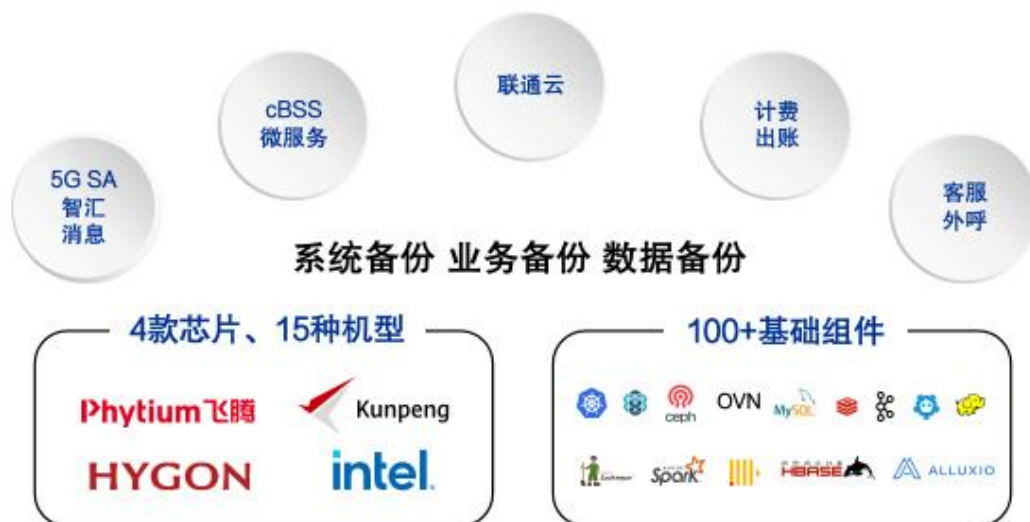 联通云
cBSS
微服务
计费
出账
5G SA
智汇
消息
客服
外呼
系统备份 业务备份 数据备份
4款芯片、15种机型
Phytium飞腾
Kunpeng
HYGON
intel.
100+基础组件
ceph
OVN
MySQL
Spark
HBASE
ALLUXIO